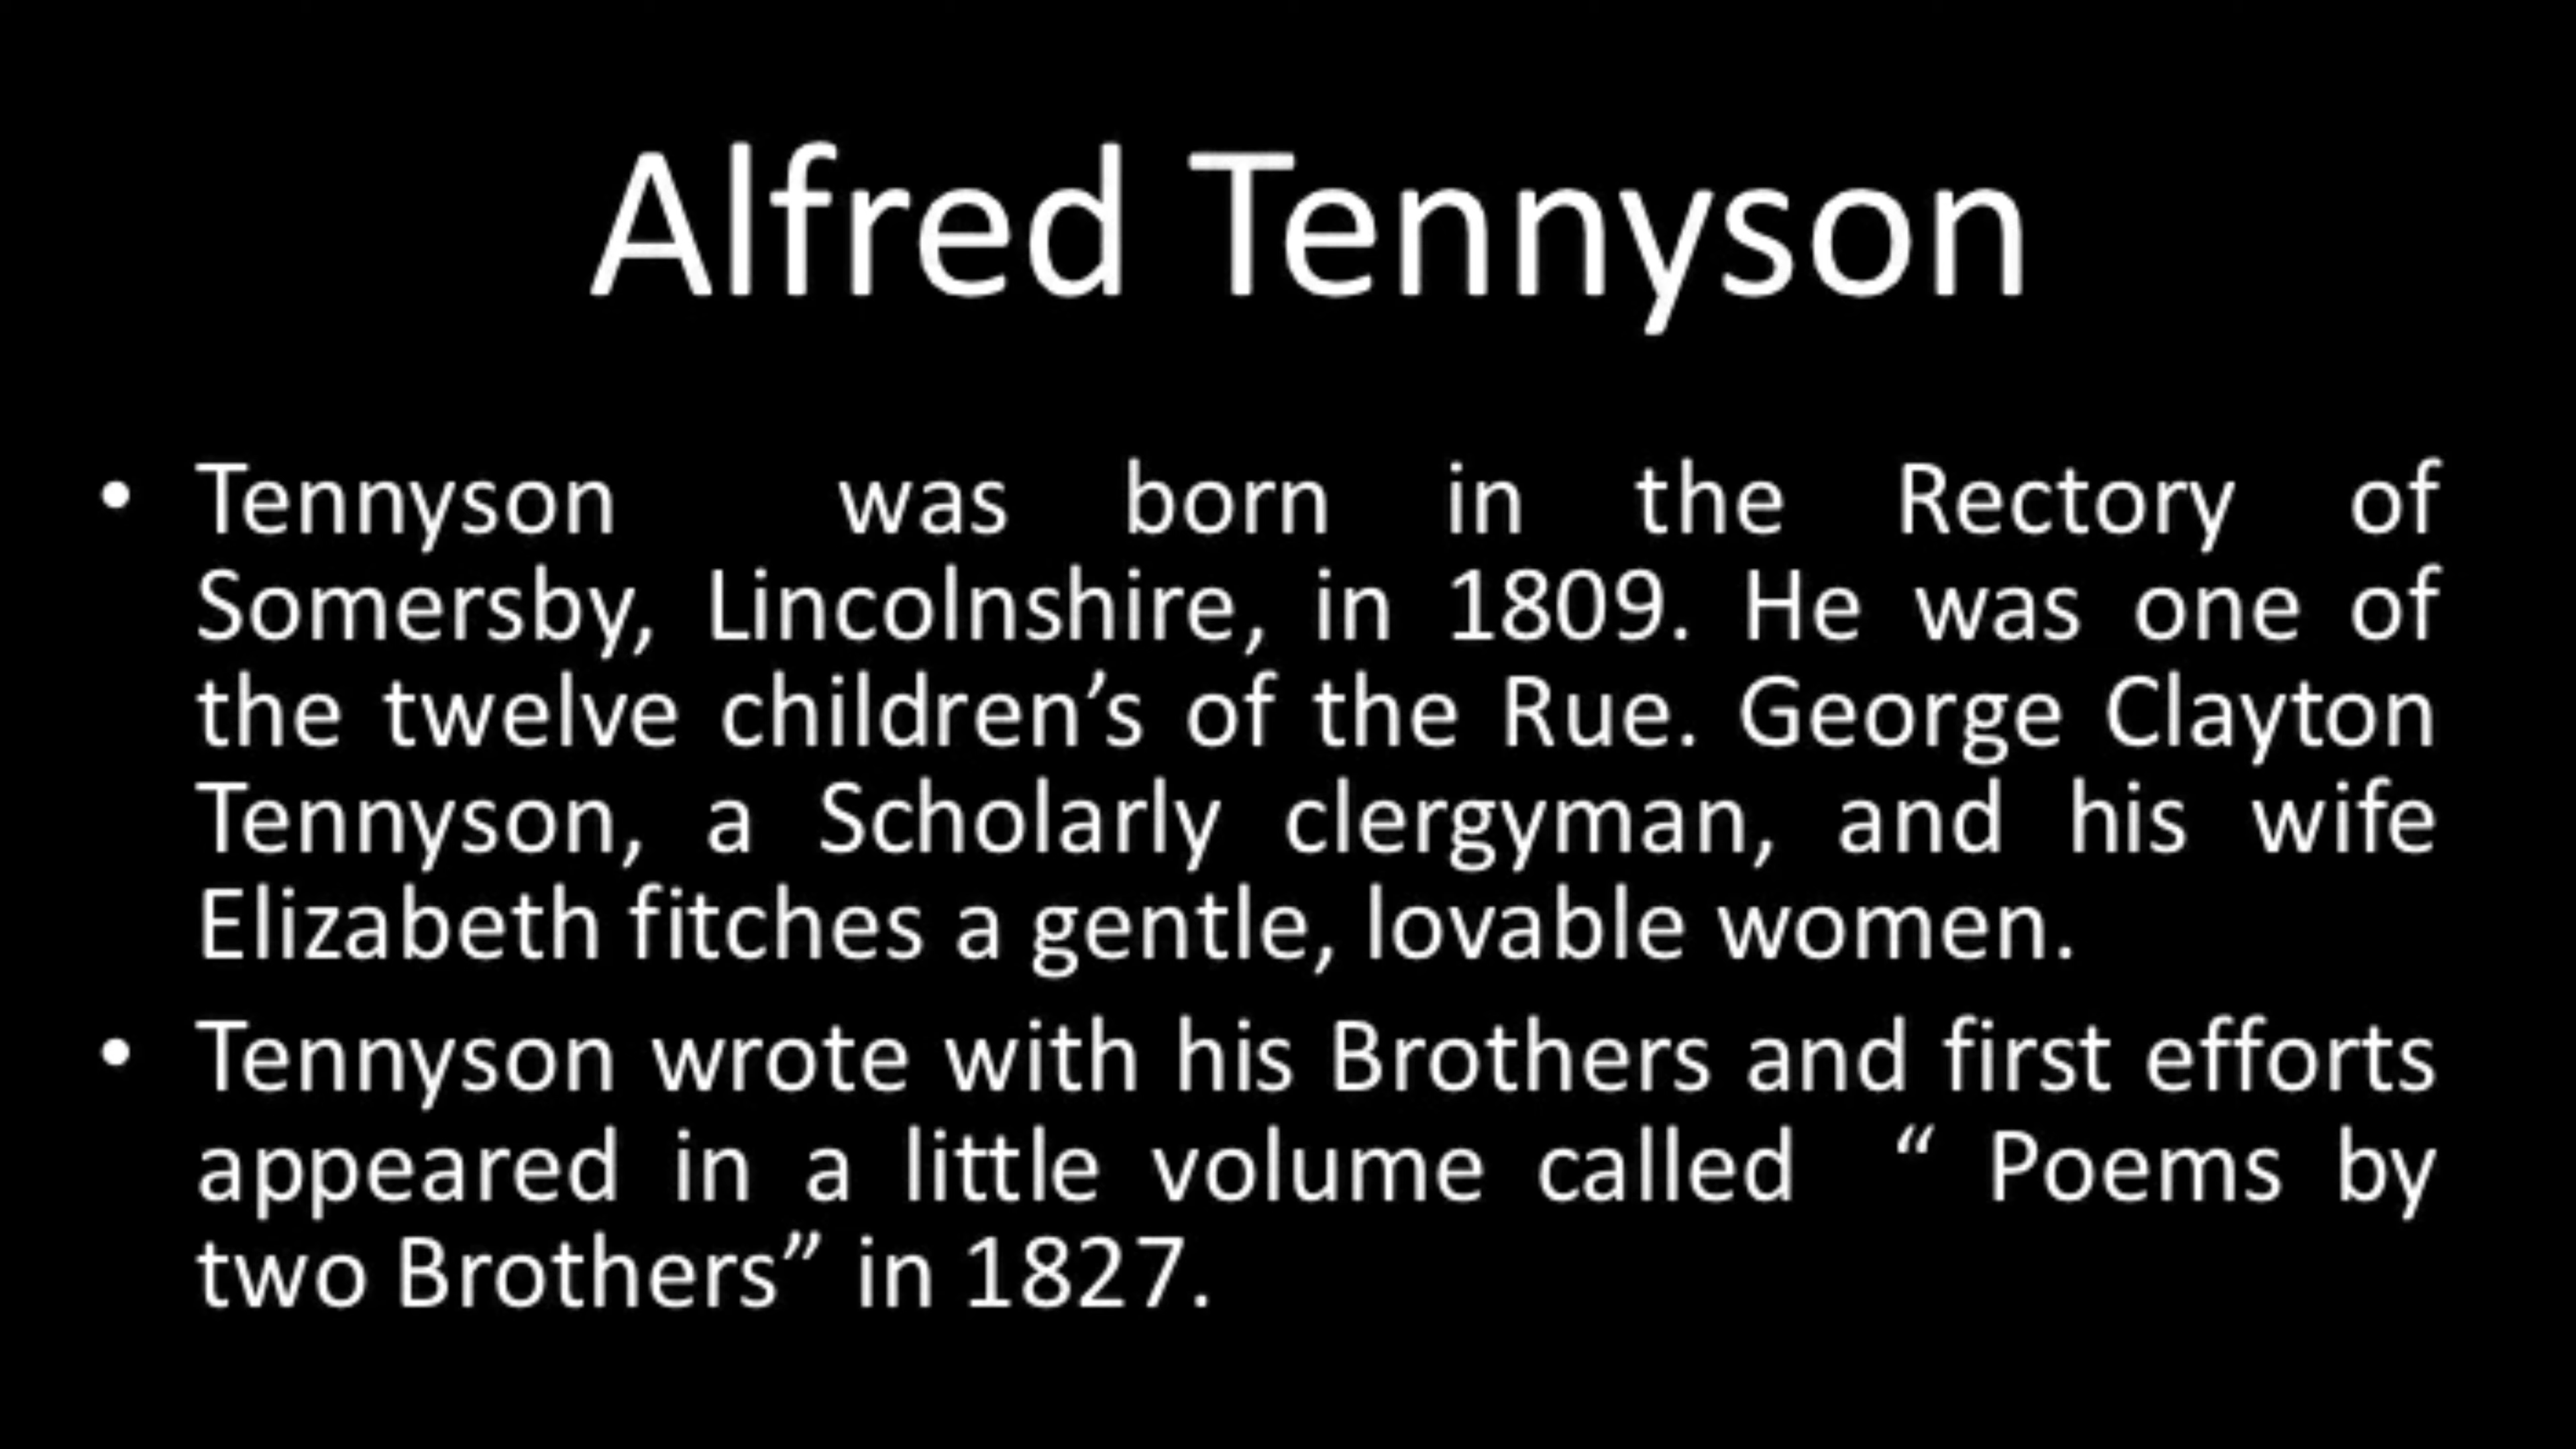 Alfred Tennyson
• Tennyson was born in the Rectory of
Somersby, Lincolnshire, in 1809. He was one of
the twelve children’s of the Rue. George Clayton
Tennyson, a Scholarly clergyman, and his wife
Elizabeth fitches a gentle, lovable women.
• Tennyson wrote with his Brothers and first efforts
appeared in a little volume called “ Poems by
two Brothers” in 1827.